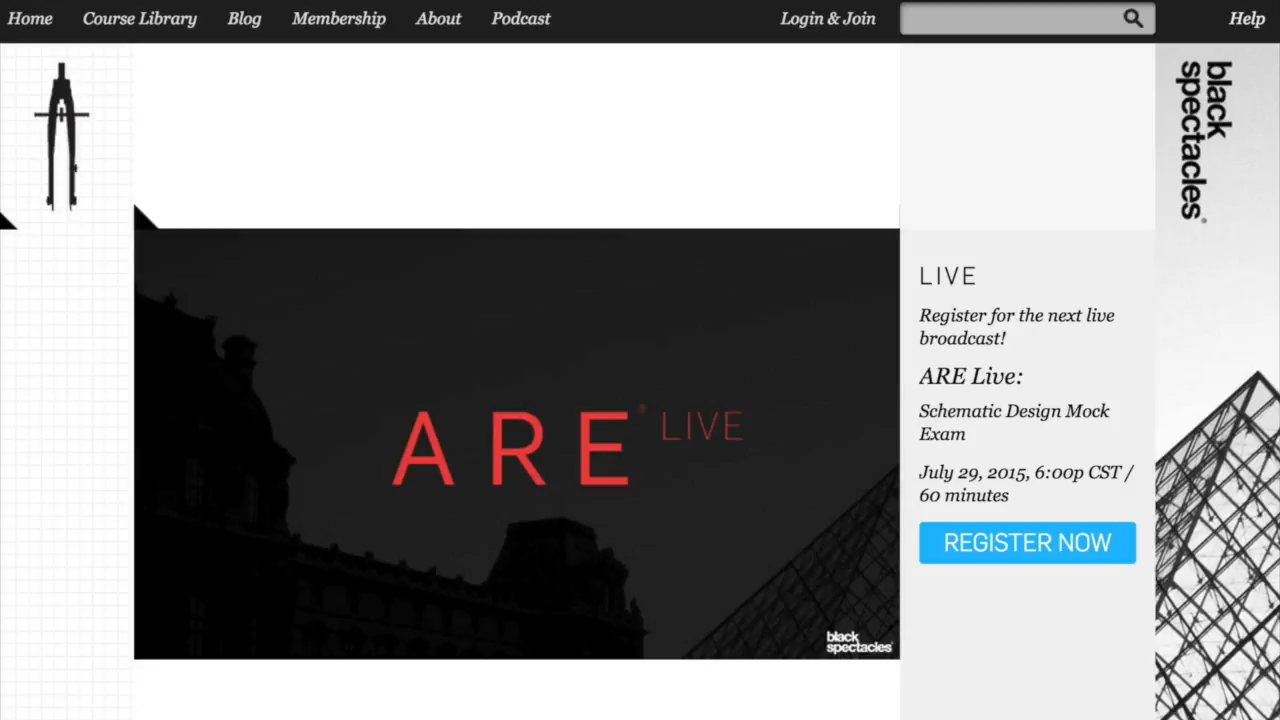 Home Course Library Blog Membership About Podcast Login & Join Help
black
spectacles
ARE LIVE
black
spectacles
LIVE
Register for the next live
broadcast!
ARE Live:
Schematic Design Mock
Exam
July 29, 2015, 6:00p CST /
60 minutes
REGISTER NOW